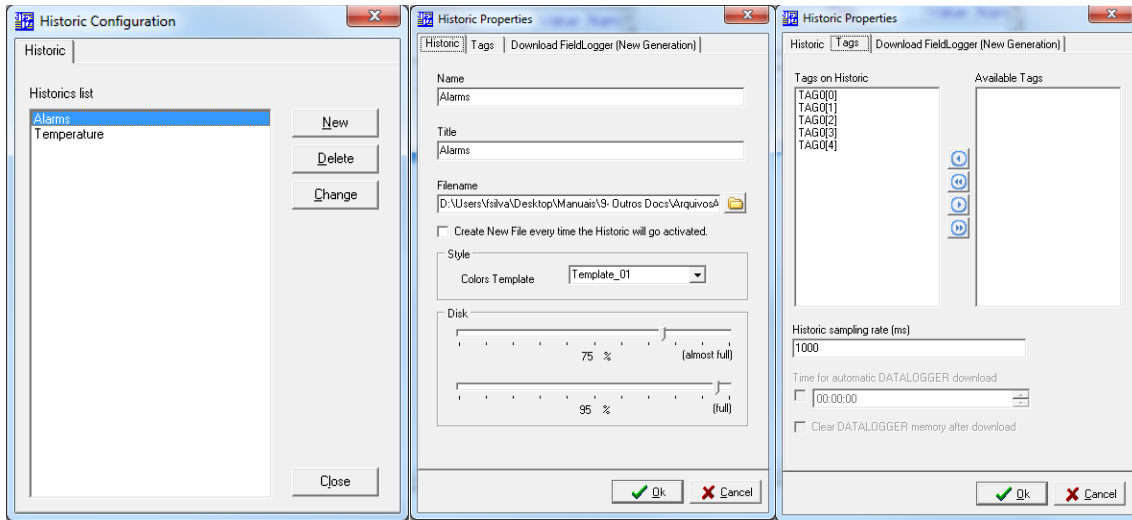 Historic Configuration
Historic
Historics list
Alarms
Temperature
New
Delete
Change
Close
Historic Properties
Historic Tags Download FieldLogger (New Generation)
Name
Alarms
Title
Alarms
Filename
D:\Users\fsilva\Desktop\Manuais\9- Outros Docs\ArquivosA
Create New File every time the Historic will go activated.
Style
Colors Template Template_01
Disk
75 % (almost full)
95 % (full)
Ok Cancel
Historic Properties
Historic Tags Download FieldLogger (New Generation)
Tags on Historic Available Tags
TAG0[0]
TAG0[1]
TAG0[2]
TAG0[3]
TAG0[4]
Historic sampling rate (ms)
1000
Time for automatic DATALOGGER download
00:00:00
Clear DATALOGGER memory after download
Ok Cancel